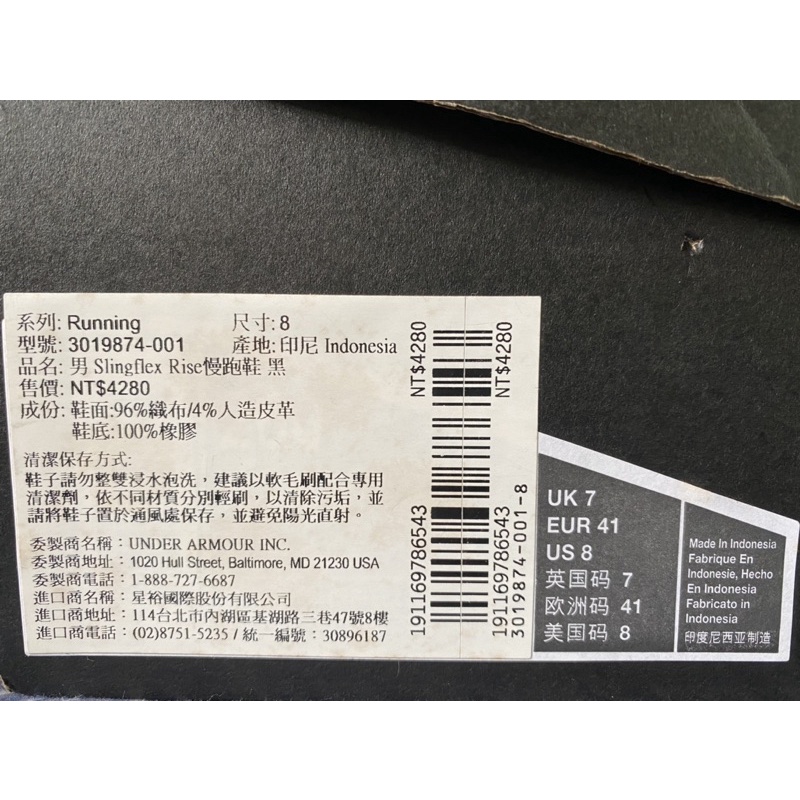 系列: Running 尺寸: 8
型號: 3019874-001 產地: 印尼 Indonesia
品名: 男 Slingflex Rise慢跑鞋 黑
售價: NT$4280
成份: 鞋面:96%織布/4%人造皮革
鞋底:100%橡膠
清潔保存方式:
鞋子請勿整雙浸水泡洗，建議以軟毛刷配合專用
清潔劑，依不同材質分別輕刷，以清除污垢，並
請將鞋子置於通風處保存，並避免陽光直射。
委製商名稱：UNDER ARMOUR INC.
委製商地址：1020 Hull Street, Baltimore, MD 21230 USA
委製商電話：1-888-727-6687
進口商名稱：星裕國際股份有限公司
進口商地址：114台北市內湖區基湖路三巷47號8樓
進口商電話：(02)8751-5235 / 統一編號：30896187
NT$4280
191169786543
NT$4280
191169786543
3019874-001-8
UK 7
EUR 41
US 8
英国码 7
欧洲码 41
美国码 8
Made In Indonesia
Fabrique En
Indonesie, Hecho
En Indonesia
Fabricato in
Indonesia
印度尼西亚制造